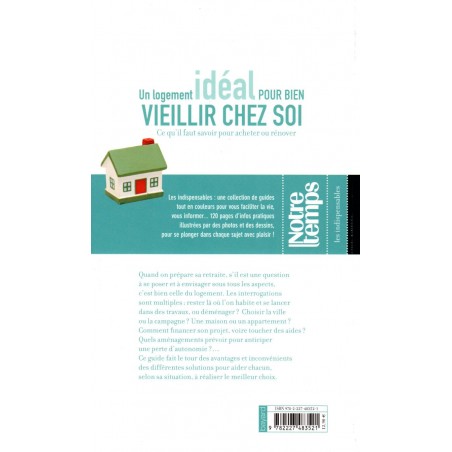 Un logement idéal POUR BIEN
VIEILLIR CHEZ SOI
Ce qu'il faut savoir pour acheter ou rénover
Les indispensables : une collection de guides
tout en couleurs pour vous faciliter la vie,
vous informer... 120 pages d'infos pratiques
illustrées par des photos et des dessins,
pour se plonger dans chaque sujet avec plaisir !
Notre
temps
les indispensables
Quand on prépare sa retraite, s'il est une question
à se poser et à envisager sous tous les aspects,
c'est bien celle du logement. Les interrogations
sont multiples : rester là où l'on habite et se lancer
dans des travaux, ou déménager ? Choisir la ville
ou la campagne ? Une maison ou un appartement ?
Comment financer son projet, voire toucher des aides ?
Quels aménagements prévoir pour anticiper
une perte d'autonomie ?...
Ce guide fait le tour des avantages et inconvénients
des différentes solutions pour aider chacun,
selon sa situation, à réaliser le meilleur choix.
9 782227 483521